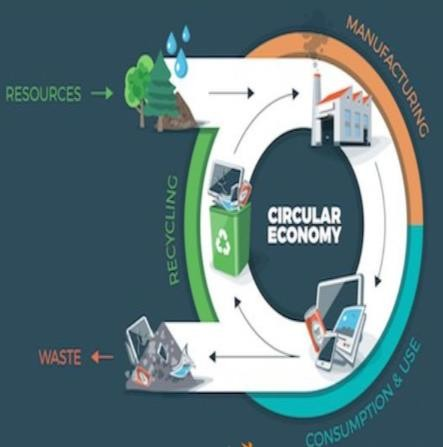 MANUFACTURING
RESOURCES
RECYCLING
CIRCULAR
ECONOMY
WASTE
CONSUMPTION & USE